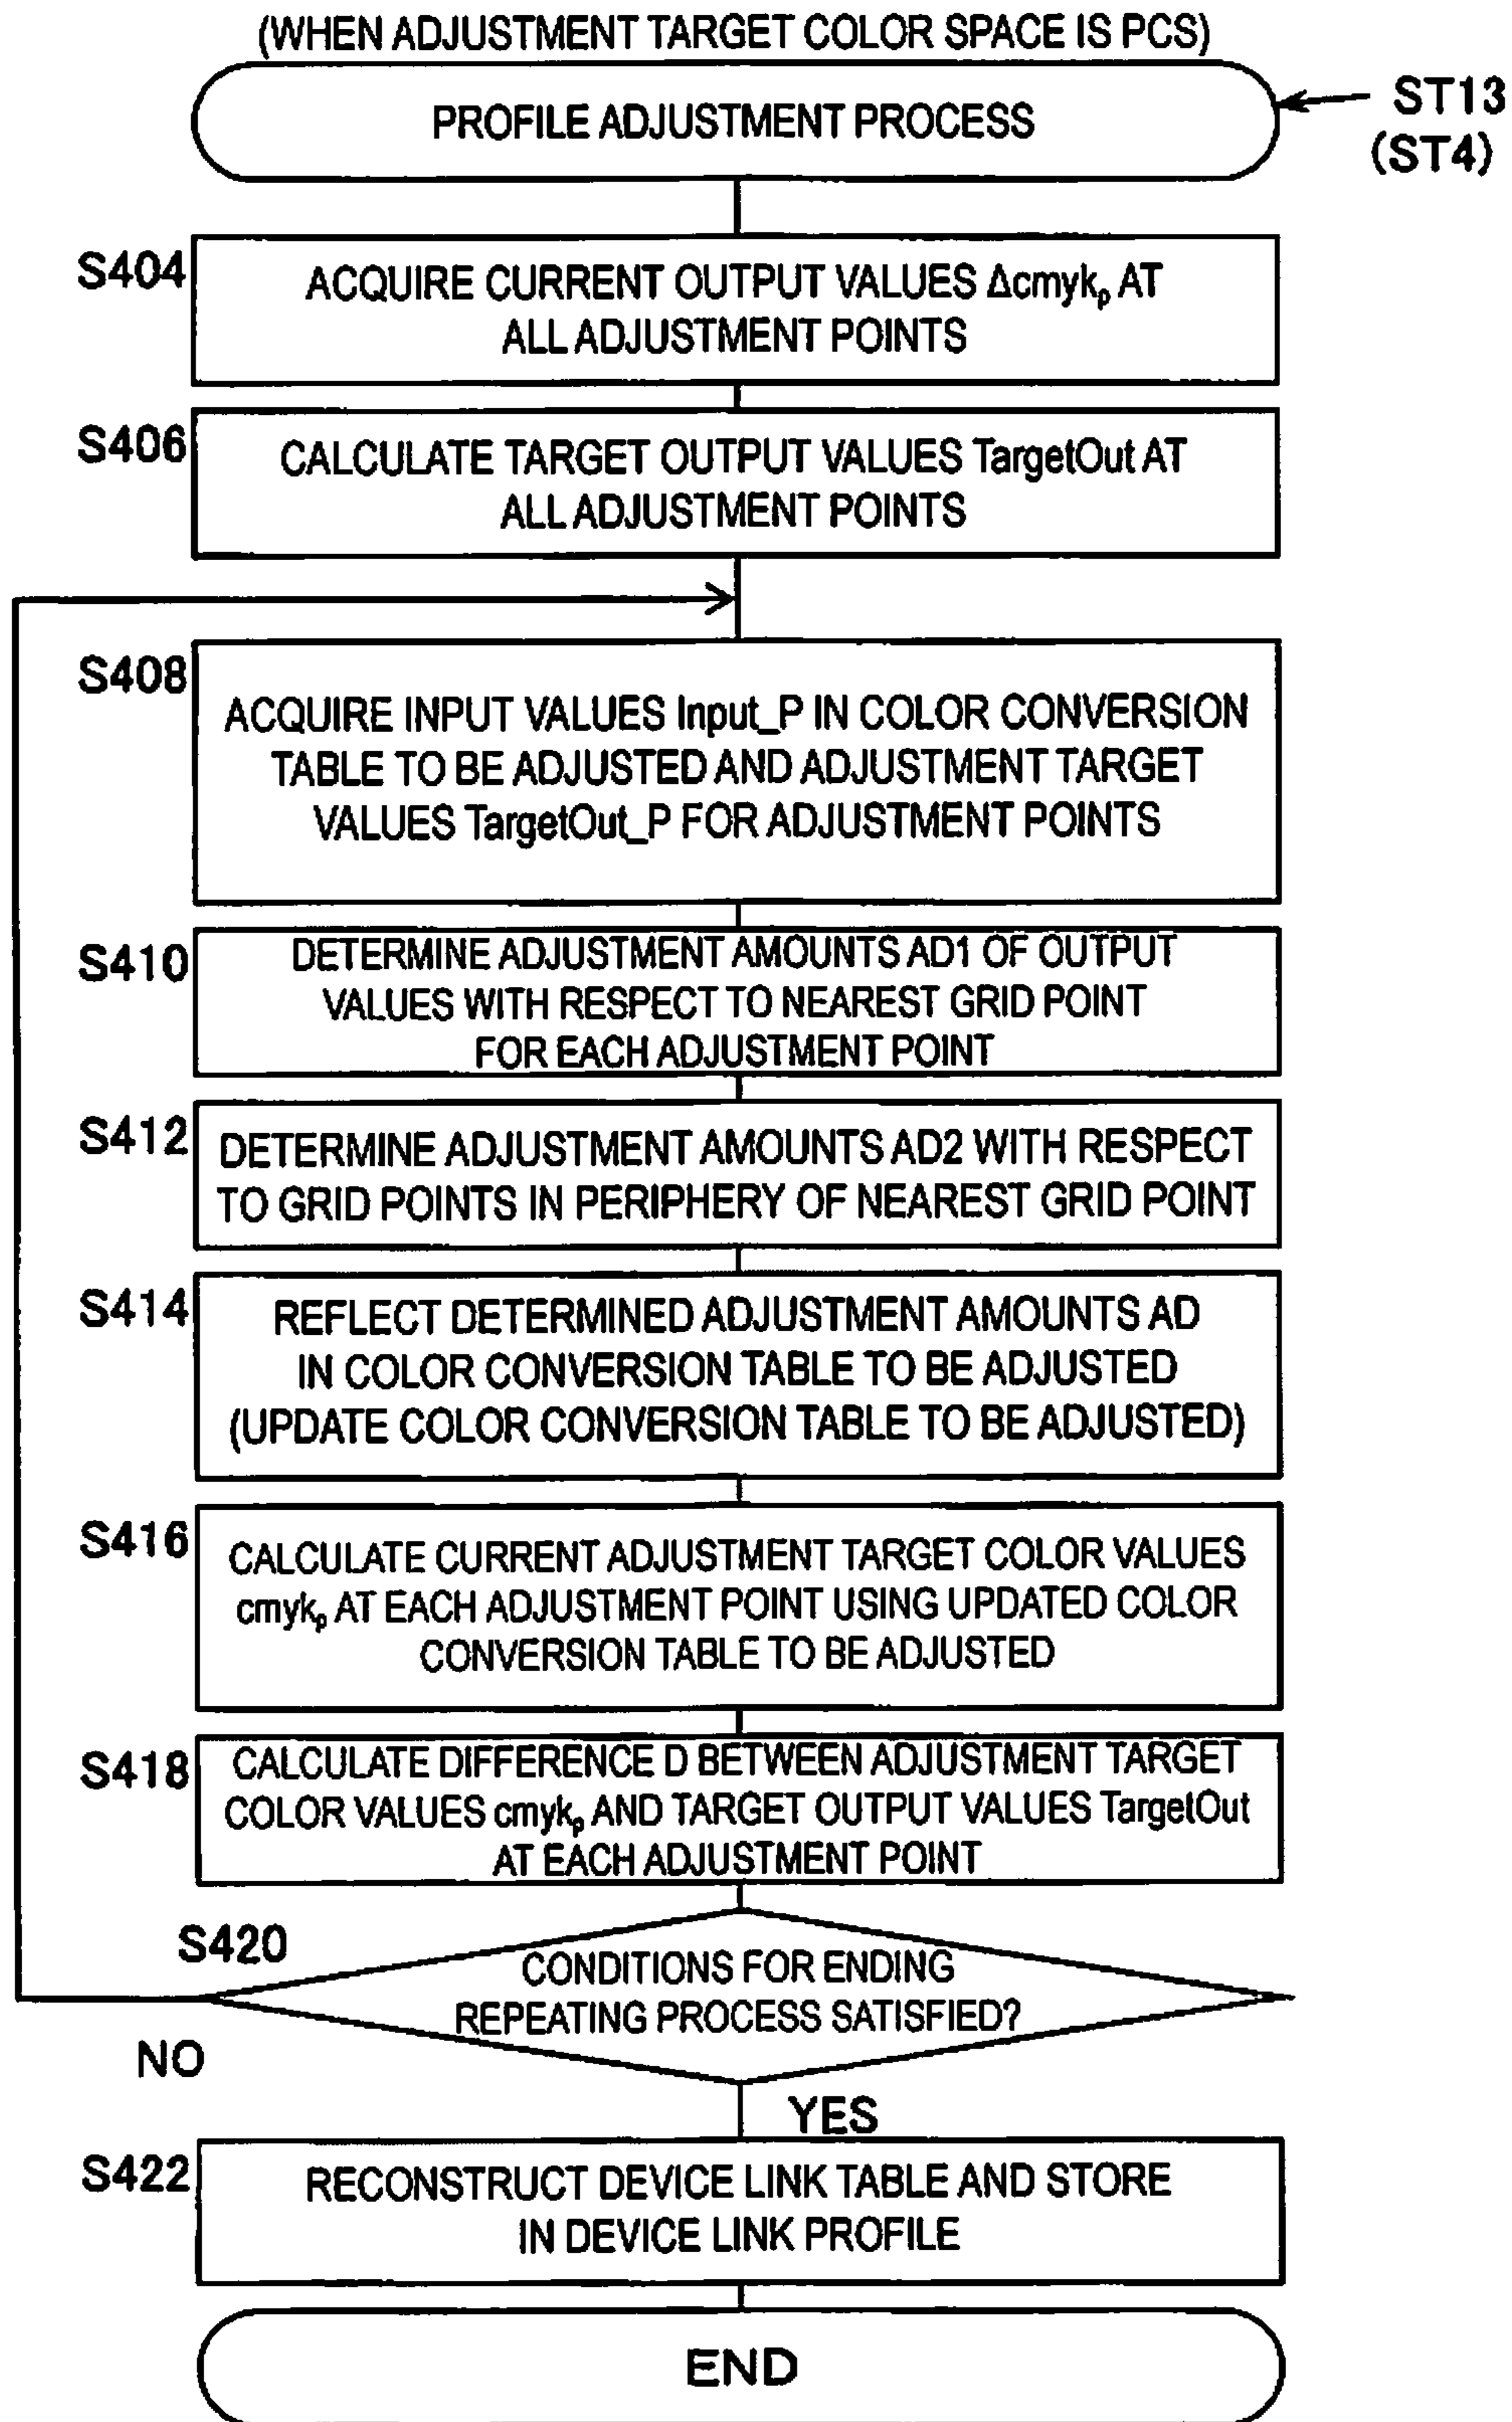 (WHEN ADJUSTMENT TARGET COLOR SPACE IS PCS)
PROFILE ADJUSTMENT PROCESS
ST13
(ST4)
S404
ACQUIRE CURRENT OUTPUT VALUES Δcmykp AT
ALL ADJUSTMENT POINTS
S406
CALCULATE TARGET OUTPUT VALUES TargetOut AT
ALL ADJUSTMENT POINTS
S408
ACQUIRE INPUT VALUES Input_P IN COLOR CONVERSION
TABLE TO BE ADJUSTED AND ADJUSTMENT TARGET
VALUES TargetOut_P FOR ADJUSTMENT POINTS
S410
DETERMINE ADJUSTMENT AMOUNTS AD1 OF OUTPUT
VALUES WITH RESPECT TO NEAREST GRID POINT
FOR EACH ADJUSTMENT POINT
S412
DETERMINE ADJUSTMENT AMOUNTS AD2 WITH RESPECT
TO GRID POINTS IN PERIPHERY OF NEAREST GRID POINT
S414
REFLECT DETERMINED ADJUSTMENT AMOUNTS AD
IN COLOR CONVERSION TABLE TO BE ADJUSTED
(UPDATE COLOR CONVERSION TABLE TO BE ADJUSTED)
S416
CALCULATE CURRENT ADJUSTMENT TARGET COLOR VALUES
cmykp AT EACH ADJUSTMENT POINT USING UPDATED COLOR
CONVERSION TABLE TO BE ADJUSTED
S418
CALCULATE DIFFERENCE D BETWEEN ADJUSTMENT TARGET
COLOR VALUES cmykp AND TARGET OUTPUT VALUES TargetOut
AT EACH ADJUSTMENT POINT
S420
CONDITIONS FOR ENDING
REPEATING PROCESS SATISFIED?
NO
YES
S422
RECONSTRUCT DEVICE LINK TABLE AND STORE
IN DEVICE LINK PROFILE
END